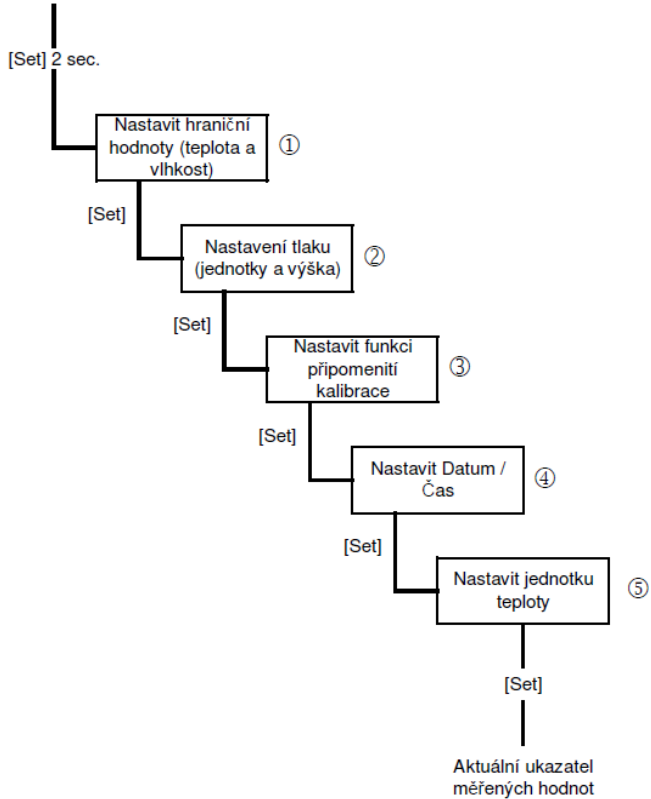 [Set] 2 sec.
Nastavit hraniční
hodnoty (teplota a
vlhkost)
①
[Set]
Nastavení tlaku
(jednotky a výška)
②
[Set]
Nastavit funkci
připomenití
kalibrace
③
[Set]
Nastavit Datum /
Čas
④
[Set]
Nastavit jednotku
teploty
⑤
[Set]
Aktuální ukazatel
měřených hodnot